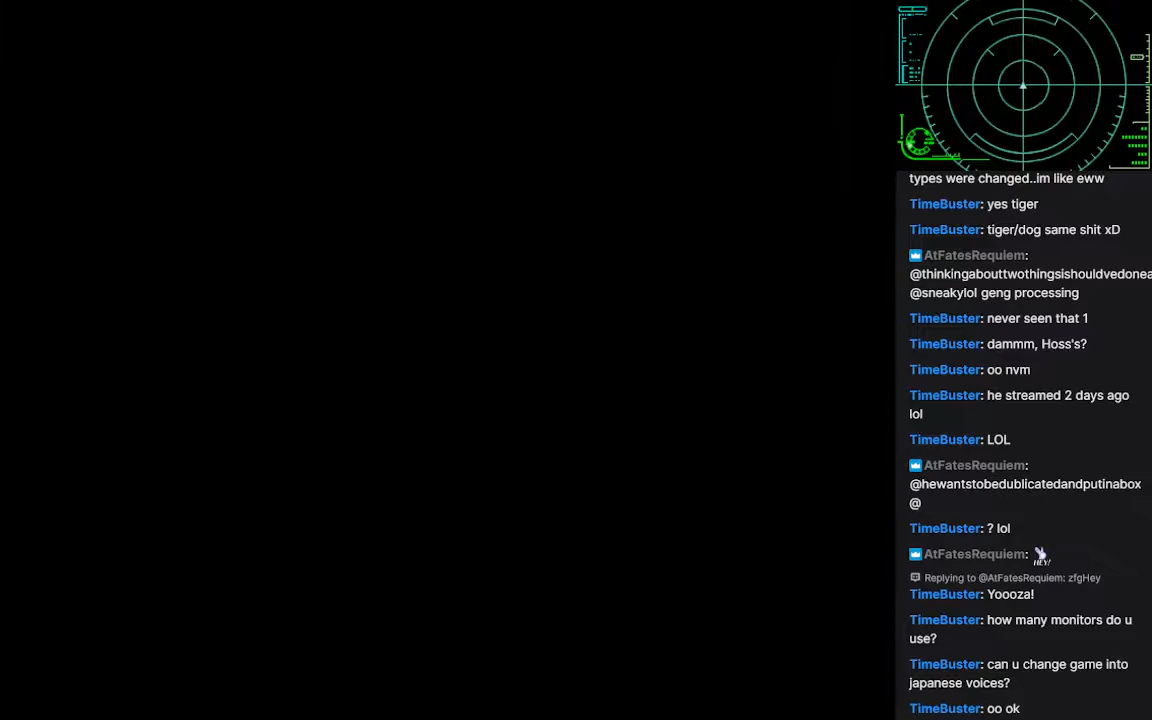 types were changed..im like eww
TimeBuster: yes tiger
TimeBuster: tiger/dog same shit xD
AtFatesRequiem:
@thinkingabouttwothingsishouldvedonea
@sneakylol geng processing
TimeBuster: never seen that 1
TimeBuster: dammm, Hoss's?
TimeBuster: oo nvm
TimeBuster: he streamed 2 days ago
lol
TimeBuster: LOL
AtFatesRequiem:
@hewantstobedublicatedandputinabox
@
TimeBuster: ? lol
AtFatesRequiem: HEY!
Replying to @AtFatesRequiem: zfgHey
TimeBuster: Yoooza!
TimeBuster: how many monitors do u
use?
TimeBuster: can u change game into
japanese voices?
TimeBuster: oo ok